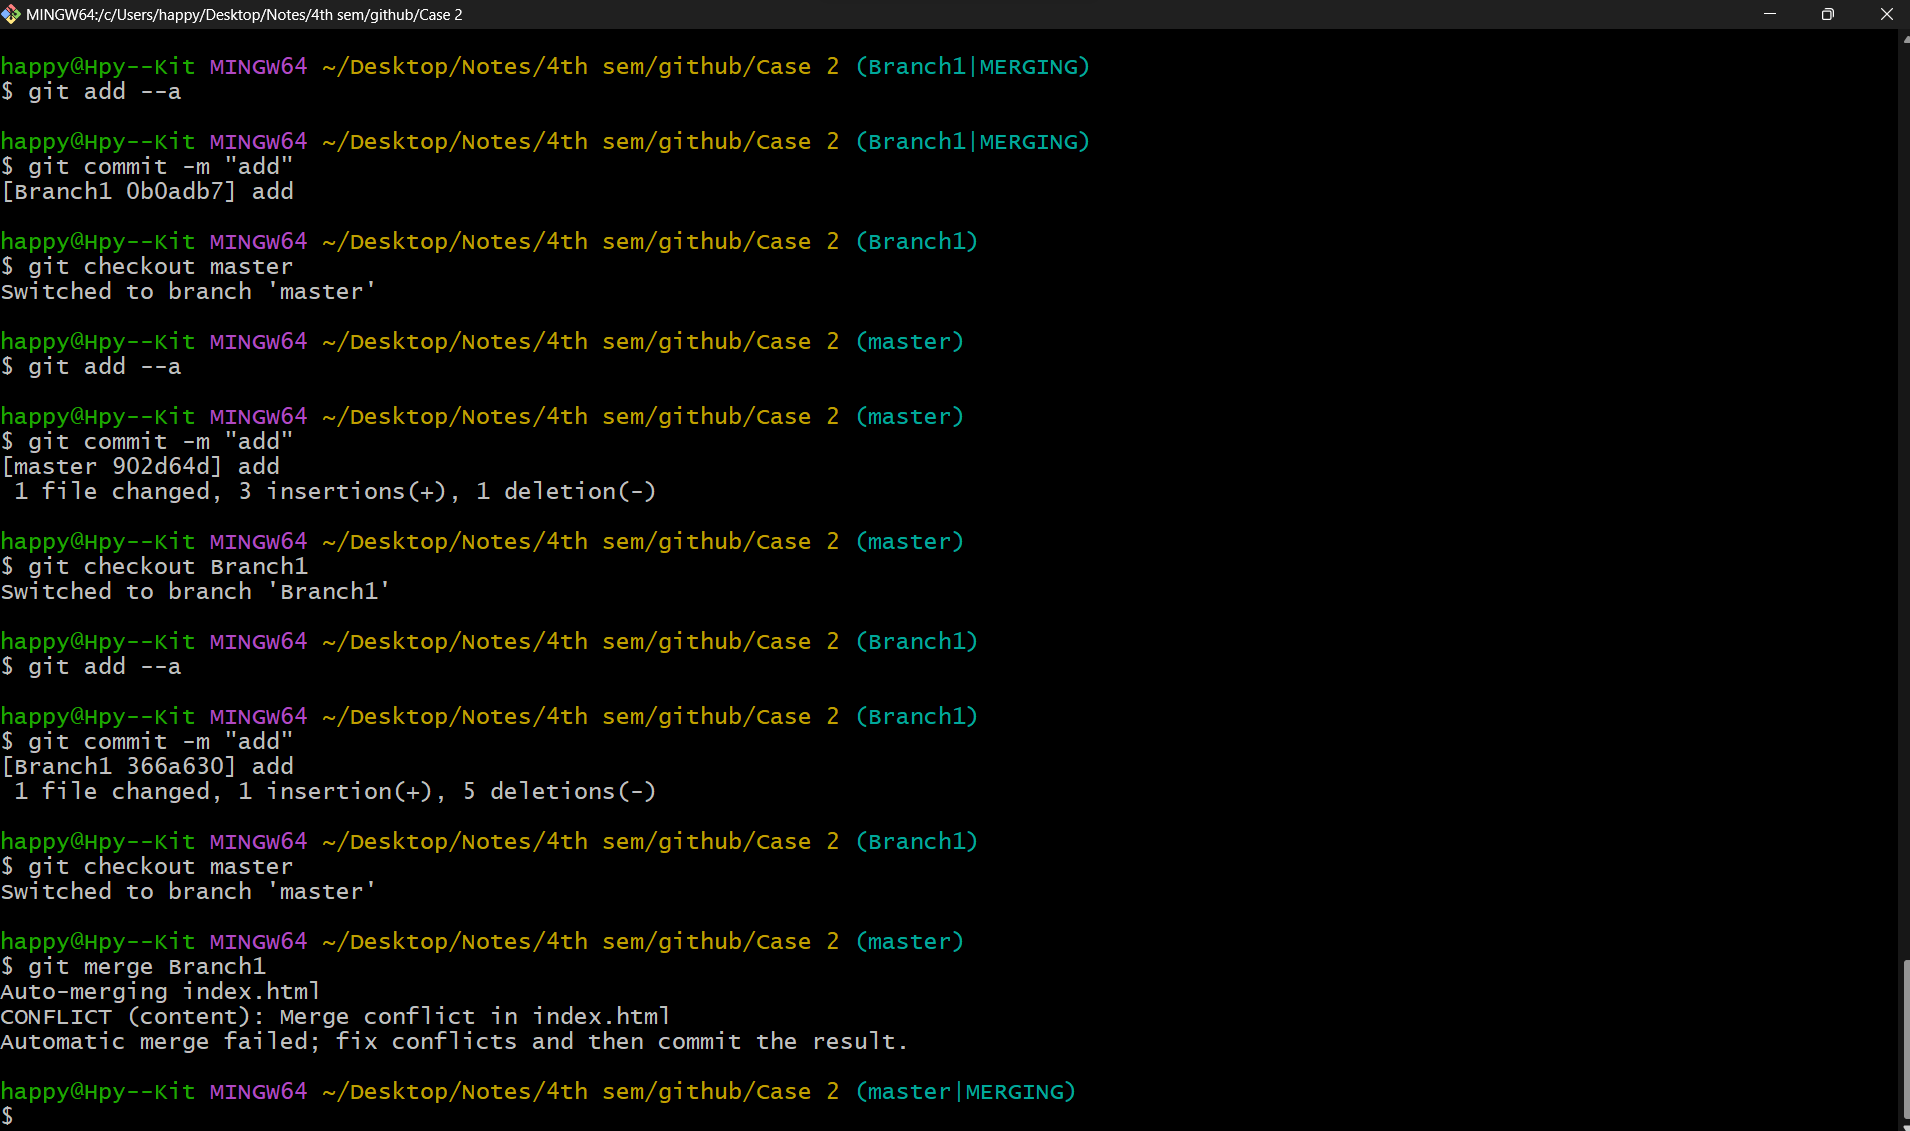 MINGW64:/c/Users/happy/Desktop/Notes/4th sem/github/Case 2
happy@Hpy--Kit MINGW64 ~/Desktop/Notes/4th sem/github/Case 2 (Branch1|MERGING)
$ git add --a
happy@Hpy--Kit MINGW64 ~/Desktop/Notes/4th sem/github/Case 2 (Branch1|MERGING)
$ git commit -m "add"
[Branch1 0b0adb7] add
happy@Hpy--Kit MINGW64 ~/Desktop/Notes/4th sem/github/Case 2 (Branch1)
$ git checkout master
Switched to branch 'master'
happy@Hpy--Kit MINGW64 ~/Desktop/Notes/4th sem/github/Case 2 (master)
$ git add --a
happy@Hpy--Kit MINGW64 ~/Desktop/Notes/4th sem/github/Case 2 (master)
$ git commit -m "add"
[master 902d64d] add
 1 file changed, 3 insertions(+), 1 deletion(-)
happy@Hpy--Kit MINGW64 ~/Desktop/Notes/4th sem/github/Case 2 (master)
$ git checkout Branch1
Switched to branch 'Branch1'
happy@Hpy--Kit MINGW64 ~/Desktop/Notes/4th sem/github/Case 2 (Branch1)
$ git add --a
happy@Hpy--Kit MINGW64 ~/Desktop/Notes/4th sem/github/Case 2 (Branch1)
$ git commit -m "add"
[Branch1 366a630] add
 1 file changed, 1 insertion(+), 5 deletions(-)
happy@Hpy--Kit MINGW64 ~/Desktop/Notes/4th sem/github/Case 2 (Branch1)
$ git checkout master
Switched to branch 'master'
happy@Hpy--Kit MINGW64 ~/Desktop/Notes/4th sem/github/Case 2 (master)
$ git merge Branch1
Auto-merging index.html
CONFLICT (content): Merge conflict in index.html
Automatic merge failed; fix conflicts and then commit the result.
happy@Hpy--Kit MINGW64 ~/Desktop/Notes/4th sem/github/Case 2 (master|MERGING)
$